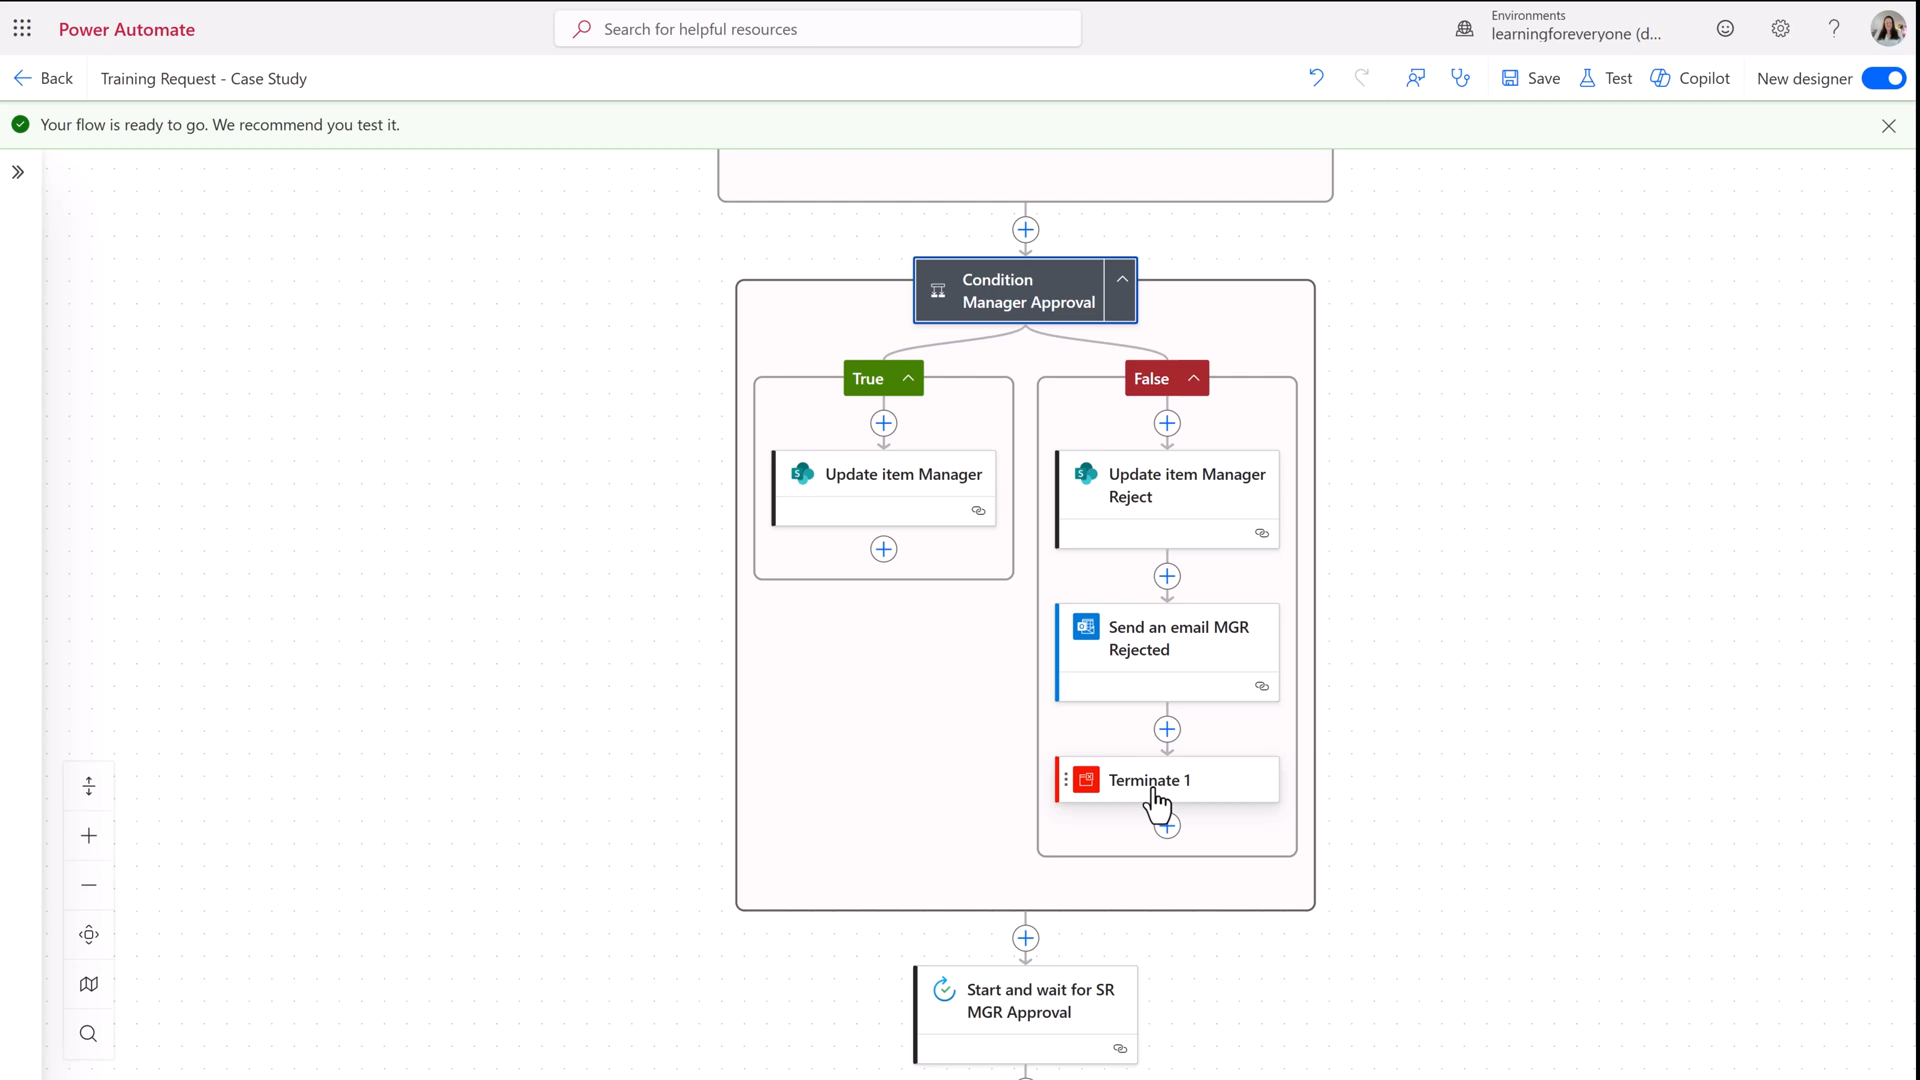 Power Automate
Search for helpful resources
Environments
learningforeveryone (d...
Back
Training Request - Case Study
Save
Test
Copilot
New designer
Your flow is ready to go. We recommend you test it.
Condition
Manager Approval
True
False
Update item Manager
Update item Manager
Reject
Send an email MGR
Rejected
Terminate 1
Start and wait for SR
MGR Approval